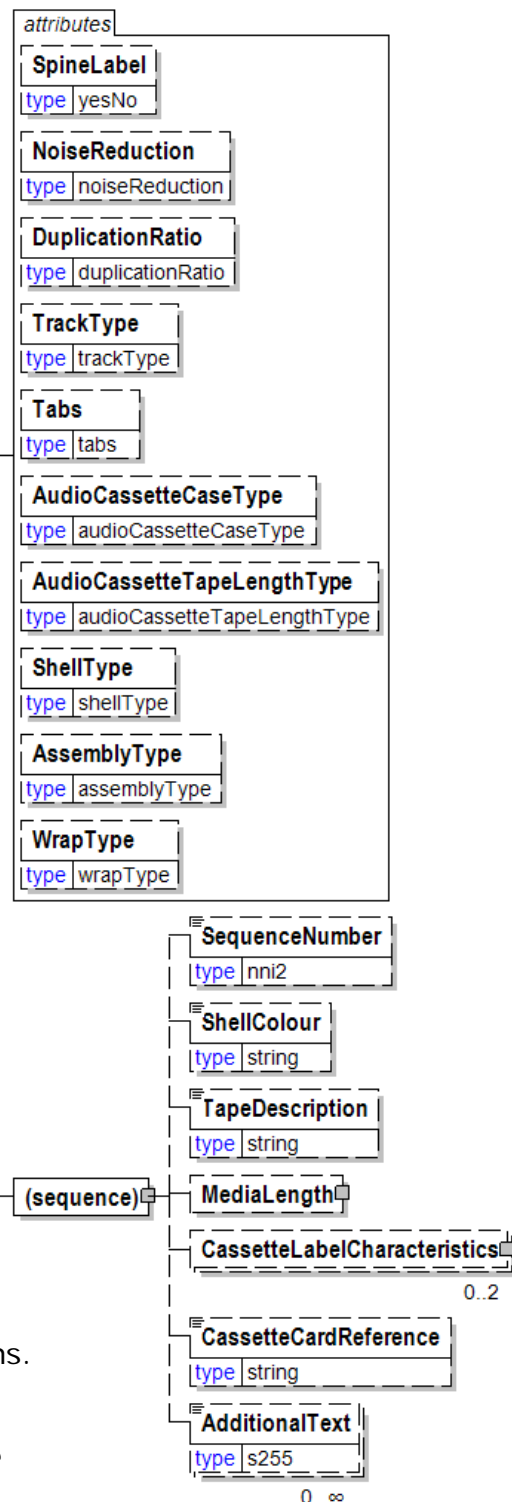 attributes
SpineLabel
type yesNo
NoiseReduction
type noiseReduction
DuplicationRatio
type duplicationRatio
TrackType
type trackType
Tabs
type tabs
AudioCassetteCaseType
type audioCassetteCaseType
AudioCassetteTapeLengthType
type audioCassetteTapeLengthType
ShellType
type shellType
AssemblyType
type assemblyType
WrapType
type wrapType
SequenceNumber
type nni2
ShellColour
type string
TapeDescription
type string
(sequence)
MediaLength
CassetteLabelCharacteristics
0..2
CassetteCardReference
type string
AdditionalText
type s255
0..∞